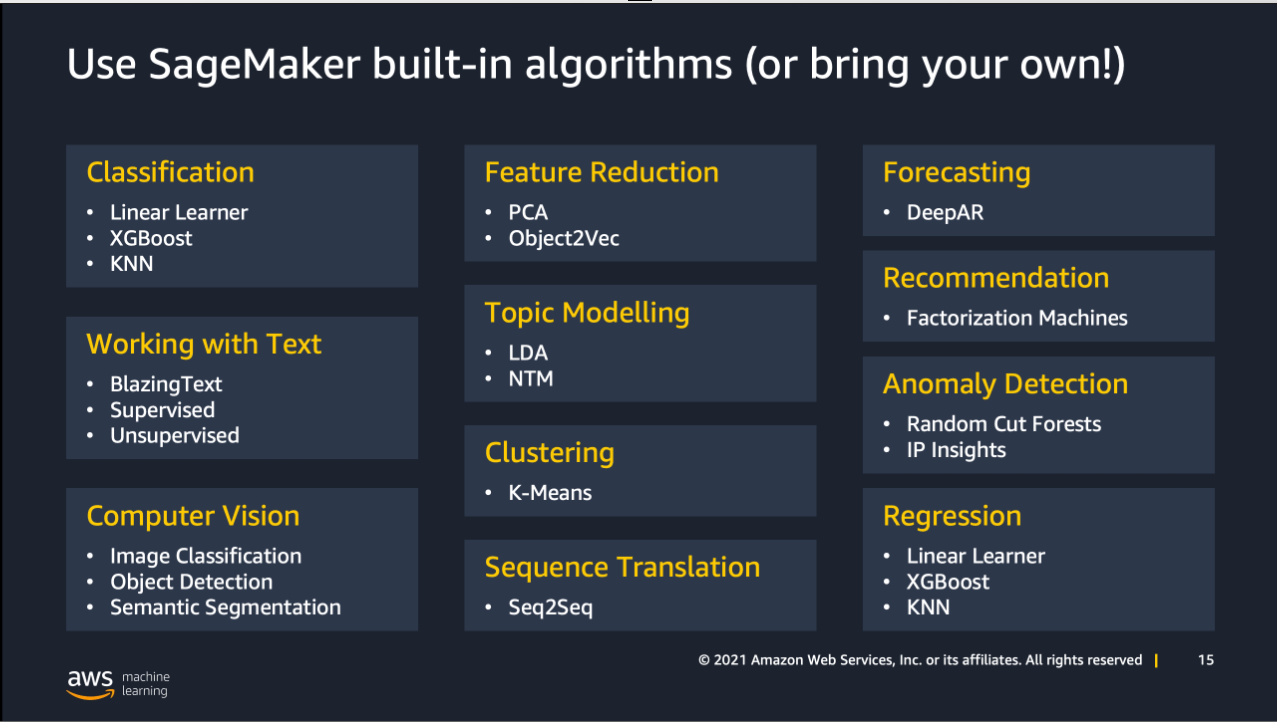 Use SageMaker built-in algorithms (or bring your own!)
Classification
• Linear Learner
• XGBoost
• KNN
Working with Text
• BlazingText
• Supervised
• Unsupervised
Computer Vision
• Image Classification
• Object Detection
• Semantic Segmentation
Feature Reduction
• PCA
• Object2Vec
Topic Modelling
• LDA
• NTM
Clustering
• K-Means
Sequence Translation
• Seq2Seq
Forecasting
• DeepAR
Recommendation
• Factorization Machines
Anomaly Detection
• Random Cut Forests
• IP Insights
Regression
• Linear Learner
• XGBoost
• KNN
© 2021 Amazon Web Services, Inc. or its affiliates. All rights reserved | 15
aws machine
learning